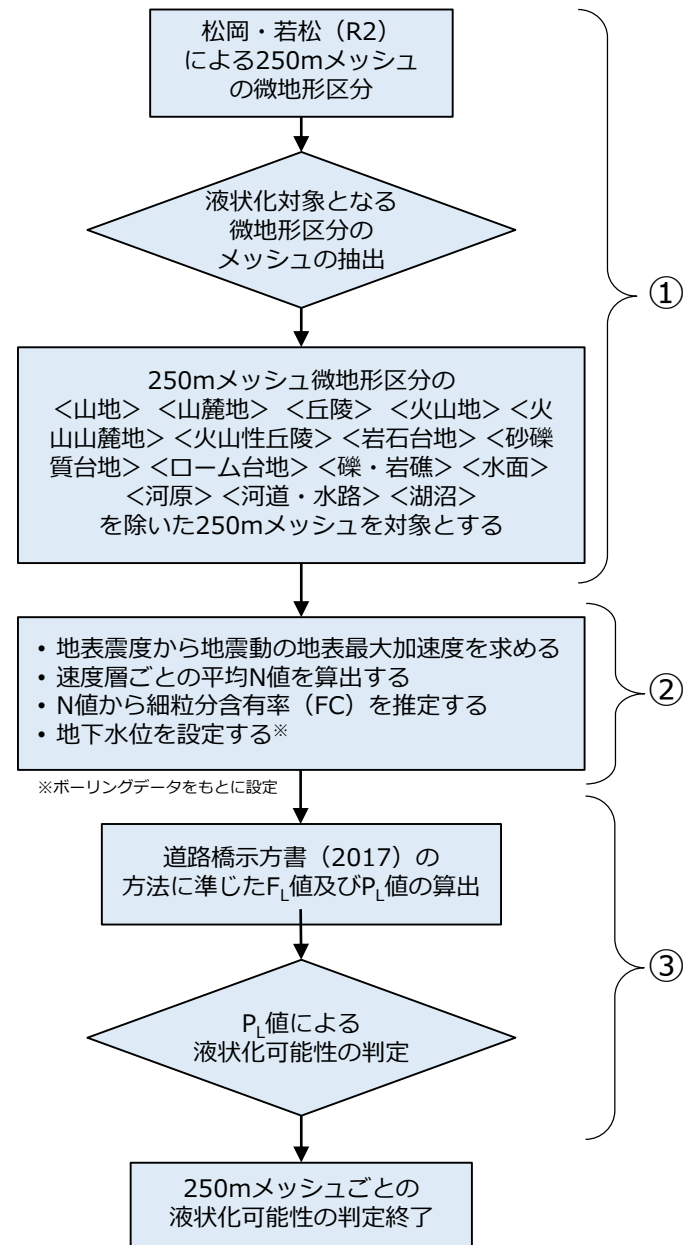 松岡・若松（R2）
による250mメッシュ
の微地形区分
液状化対象となる
微地形区分の
メッシュの抽出
250mメッシュ微地形区分の
＜山地＞ ＜山麓地＞ ＜丘陵＞ ＜火山地＞＜火
山山麓地＞＜火山性丘陵＞＜岩石台地＞＜砂礫
質台地＞＜ローム台地＞＜礫・岩礁＞＜水面＞
＜河原＞＜河道・水路＞＜湖沼＞
を除いた250mメッシュを対象とする
①
• 地表震度から地震動の地表最大加速度を求める
• 速度層ごとの平均N値を算出する
• N値から細粒分含有率（FC）を推定する
• 地下水位を設定する※
②
※ボーリングデータをもとに設定
道路橋示方書（2017）の
方法に準じたFL値及びPL値の算出
PL値による
液状化可能性の判定
③
250mメッシュごとの
液状化可能性の判定終了